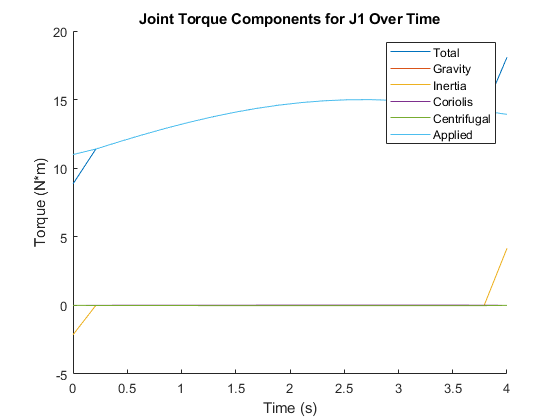 Joint Torque Components for J1 Over Time
20
15
10
5
0
-5
Torque (N*m)
Total
Gravity
Inertia
Coriolis
Centrifugal
Applied
0 0.5 1 1.5 2 2.5 3 3.5 4
Time (s)